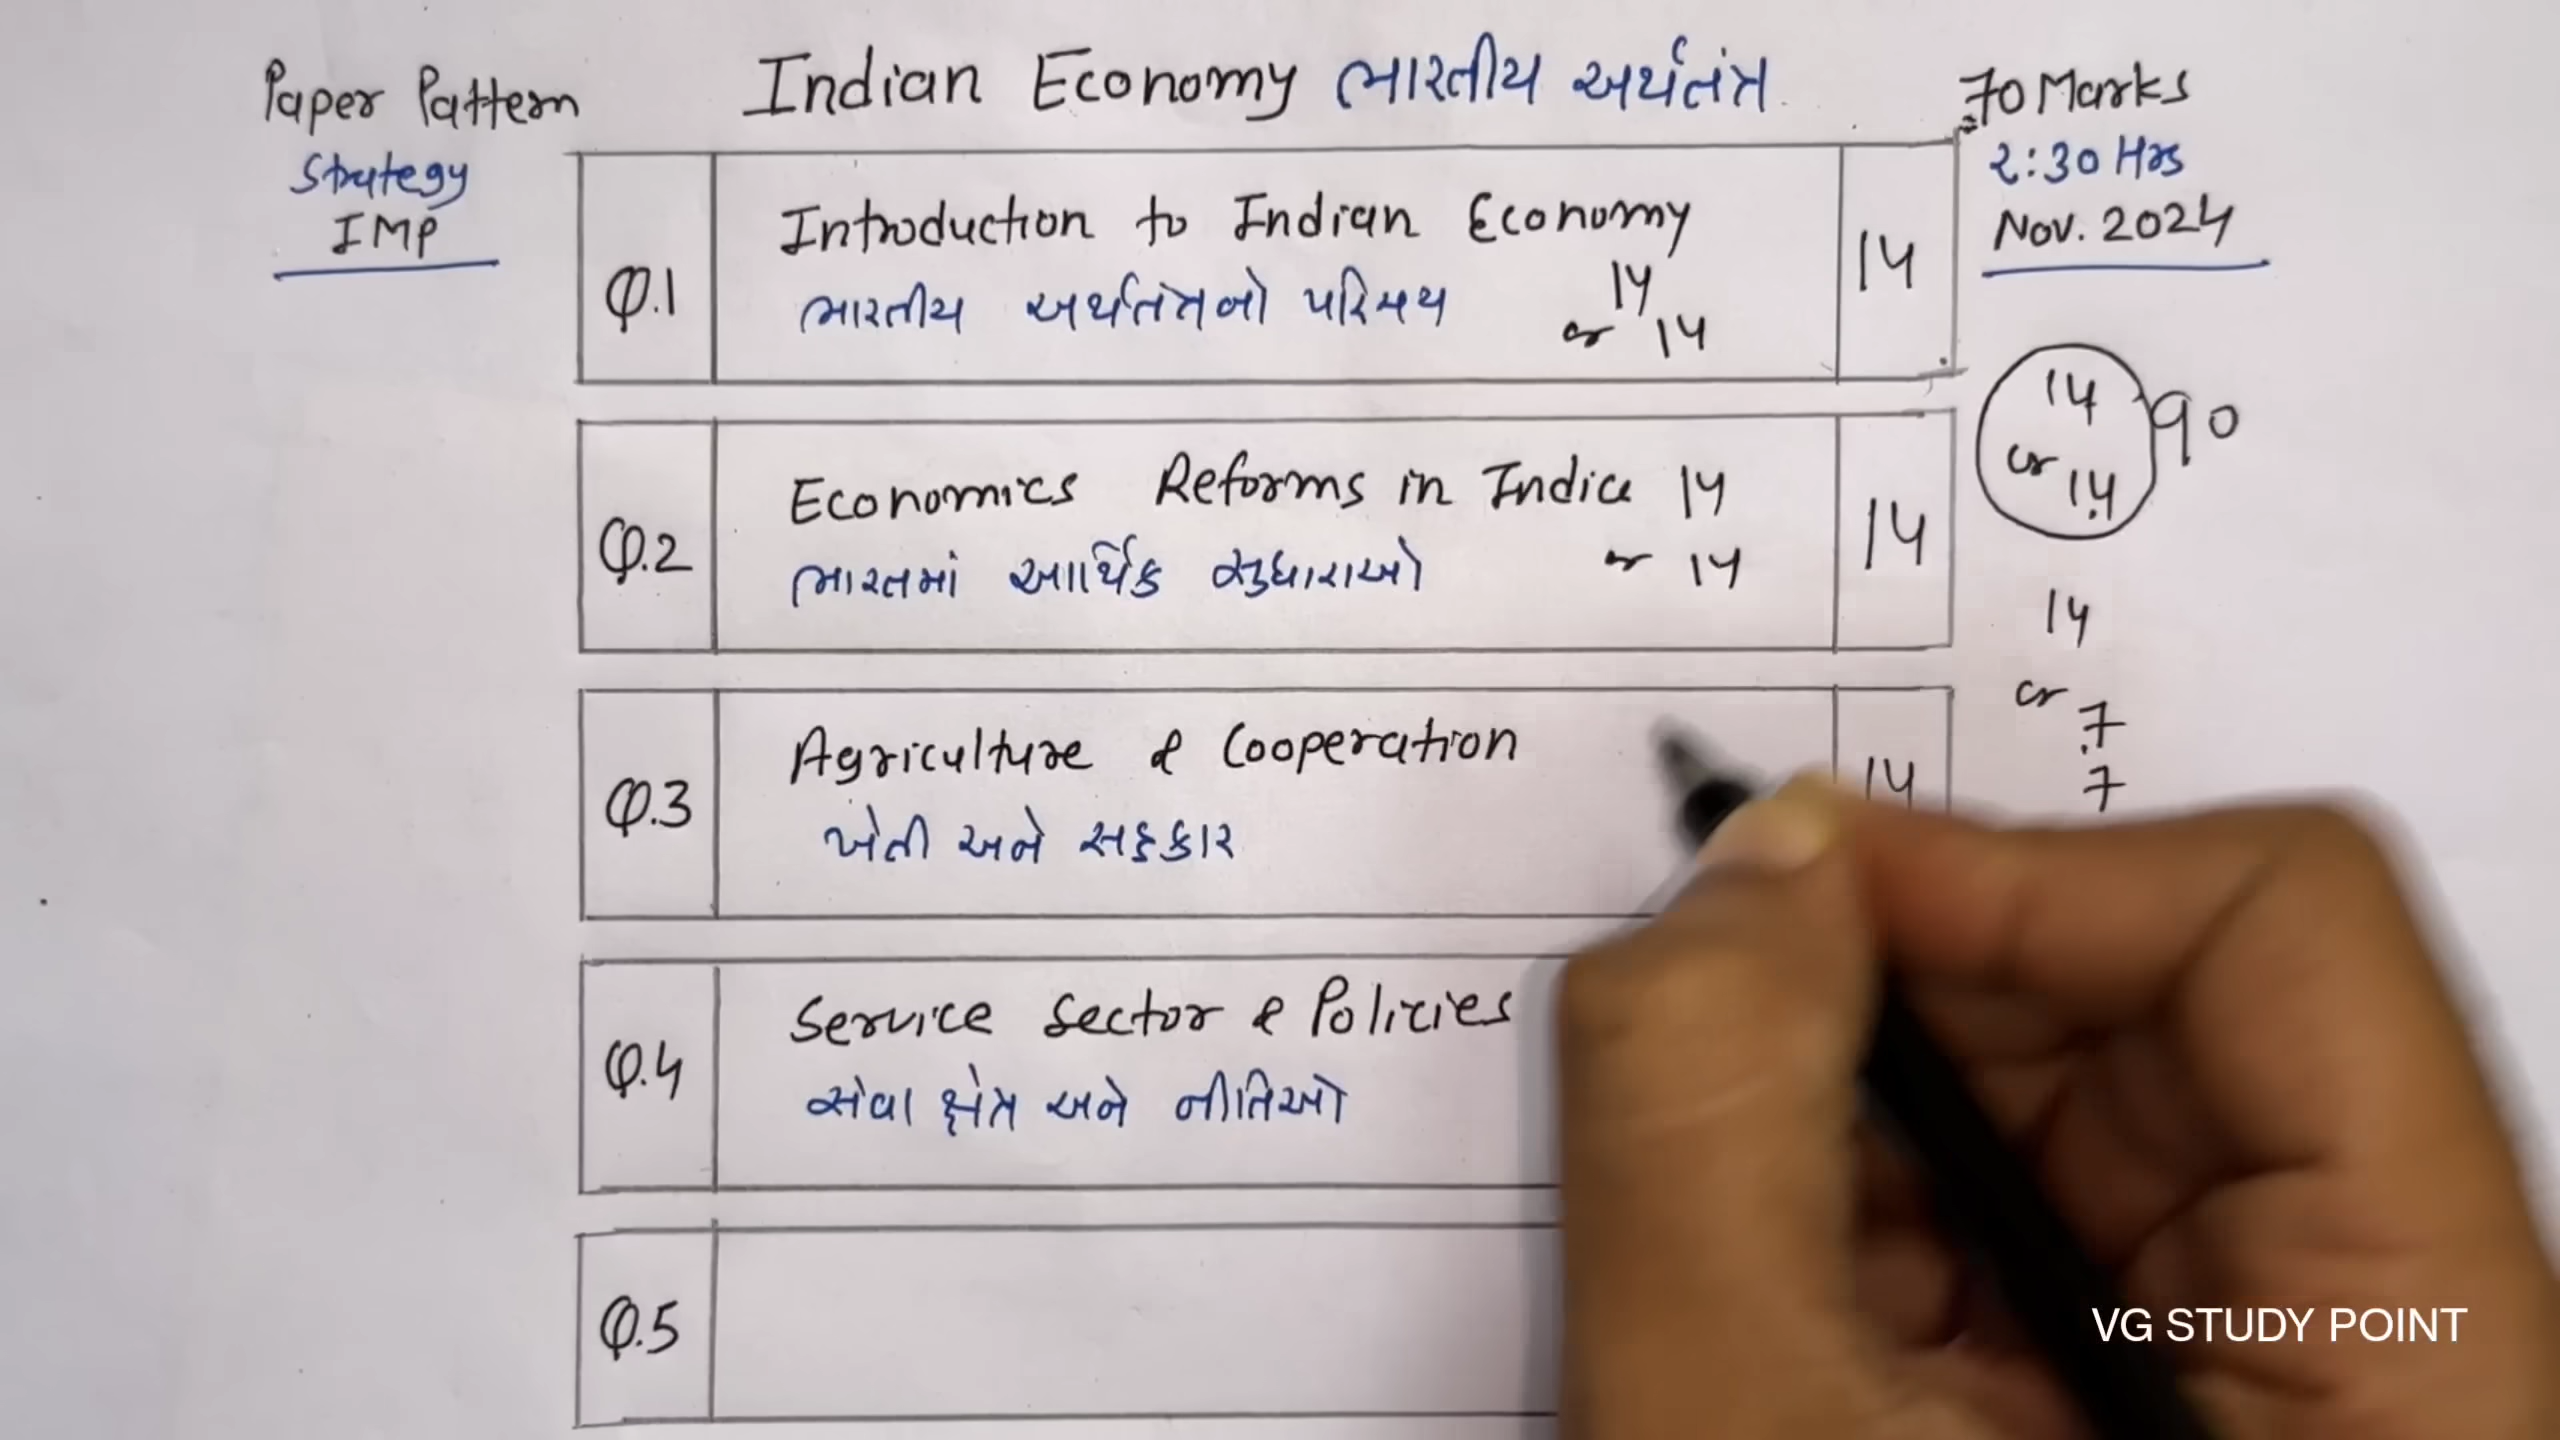 Paper Pattern
Strategy
IMP
Indian Economy ભારતીય અર્થતંત્ર
70 Marks
2:30 Hrs
Nov. 2024
Q.1
Introduction to Indian Economy
ભારતીય અર્થતંત્રનો પરિચય
14
or 14
14
14
or
14
90
Q.2
Economics Reforms in India 14
ભારતમાં આર્થિક સુધારાઓ
or 14
14
14
or 7
7
Q.3
Agriculture & Cooperation
ખેતી અને સહકાર
14
Q.4
Service Sector & Policies
સેવા ક્ષેત્ર અને નીતિઓ
Q.5
VG STUDY POINT